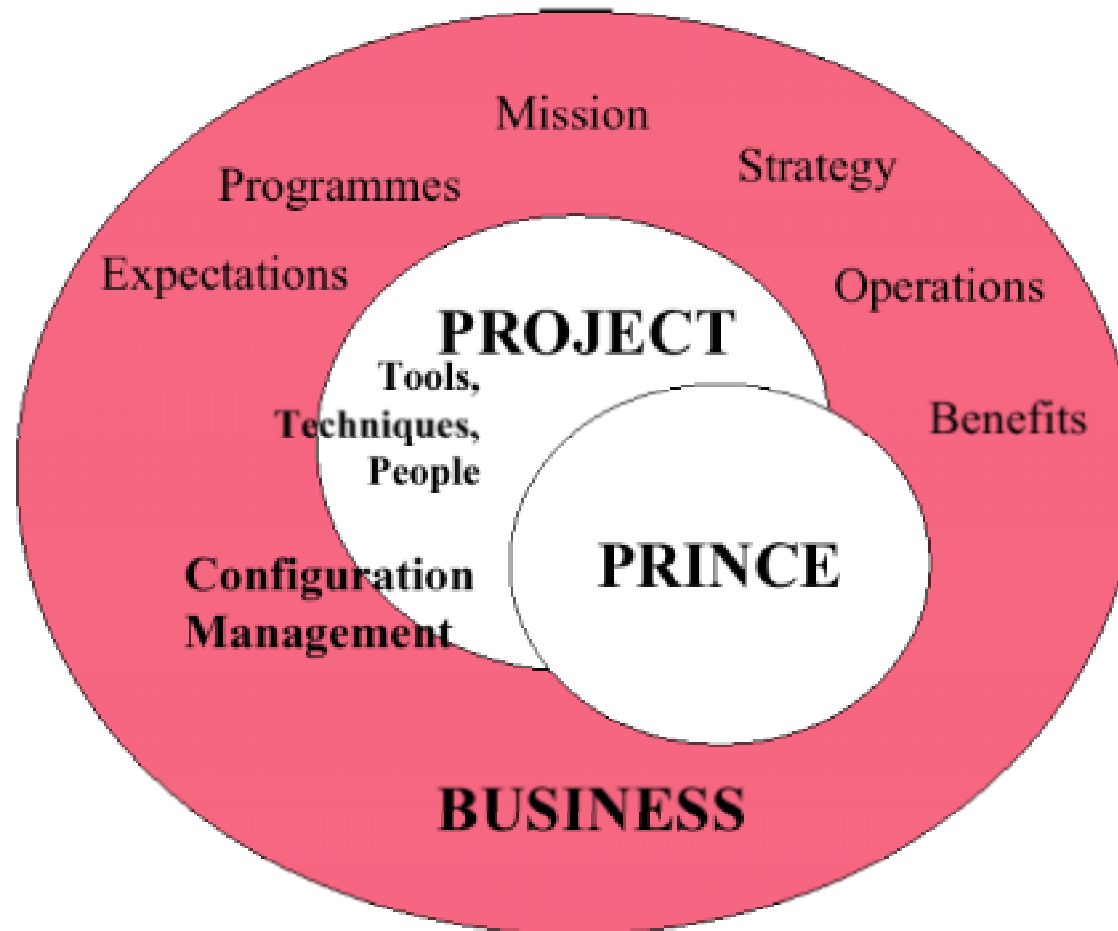 Mission
Strategy
Programmes
Expectations
Operations
PROJECT
Tools,
Techniques,
People
Benefits
PRINCE
Configuration
Management
BUSINESS